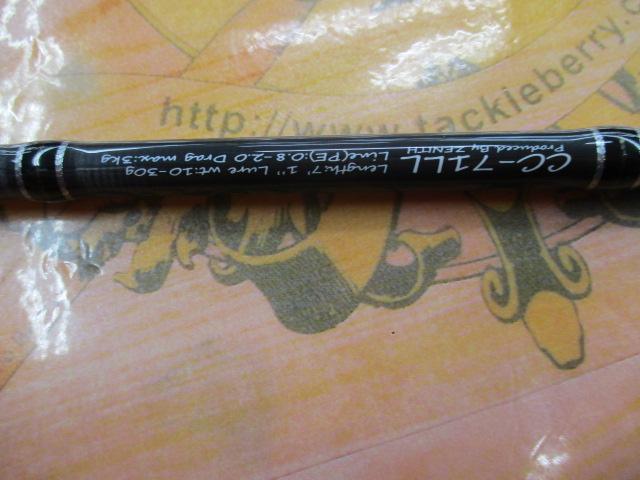 http://www.tackleberry.c
CC-71LL
Produced By ZENITH
Length:7' 1" Lure wt:10-30g
Line(PE):0.8-2.0 Drag max:3kg